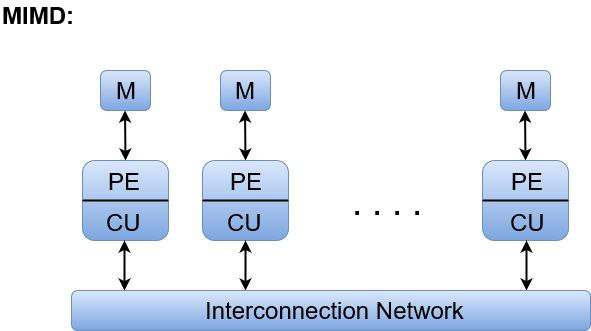 MIMD:
M M M
PE PE PE
. . . .
CU CU CU
Interconnection Network